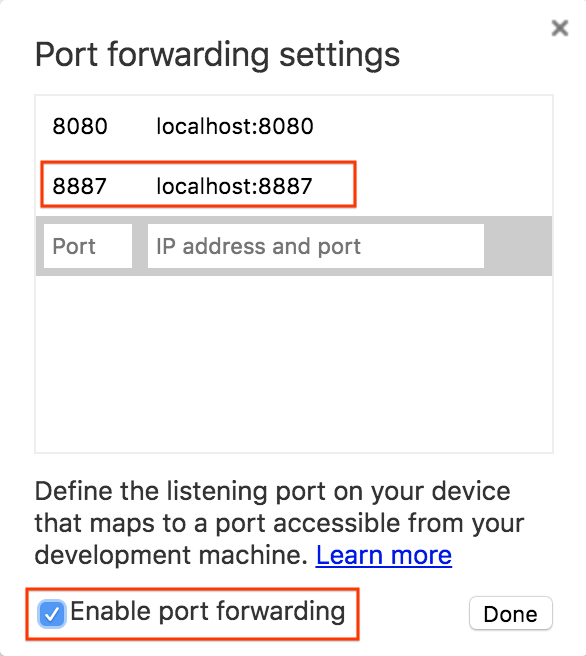 Port forwarding settings
8080 localhost:8080
8887 localhost:8887
Port IP address and port
Define the listening port on your device
that maps to a port accessible from your
development machine. Learn more
Enable port forwarding Done